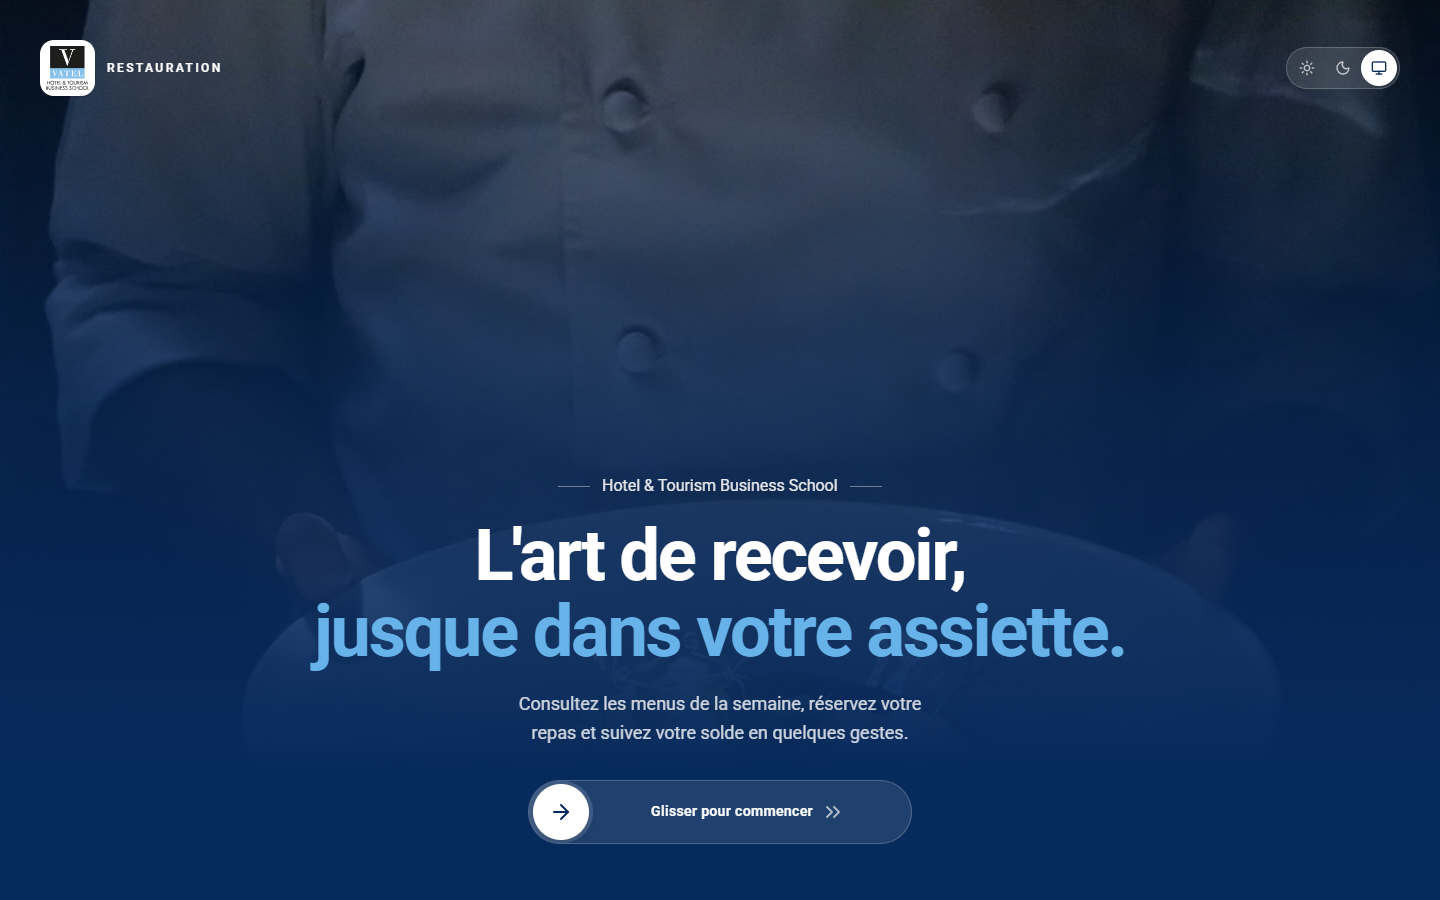 V
VATEL
HOTEL & TOURISM
BUSINESS SCHOOL
RESTAURATION
Hotel & Tourism Business School
L'art de recevoir,
jusque dans votre assiette.
Consultez les menus de la semaine, réservez votre
repas et suivez votre solde en quelques gestes.
Glisser pour commencer